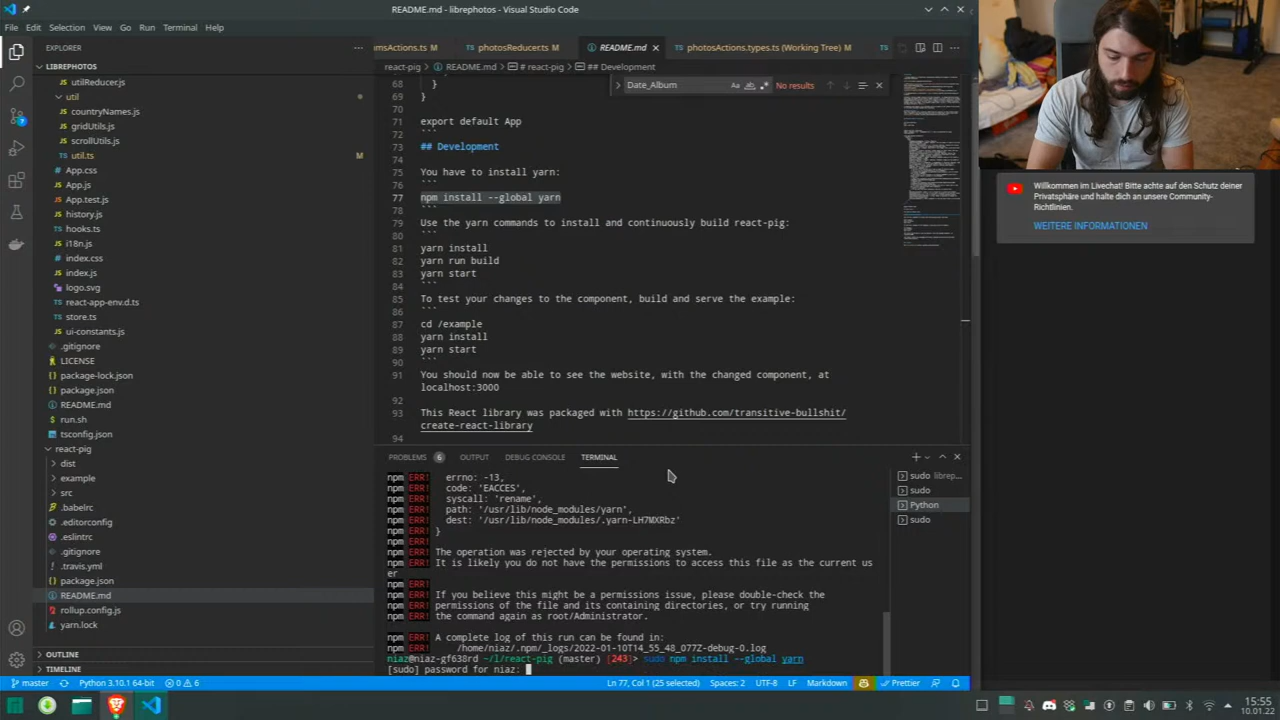 README.md - librephotos - Visual Studio Code
File Edit Selection View Go Run Terminal Help
EXPLORER
LIBREPHOTOS
utilReducer.js
util
countryNames.js
gridUtils.js
scrollUtils.js
util.ts M
App.css
App.js
App.test.js
history.js
hooks.ts
i18n.js
index.css
index.js
logo.svg
react-app-env.d.ts
store.ts
ui-constants.js
.gitignore
LICENSE
package-lock.json
package.json
README.md
run.sh
tsconfig.json
react-pig
dist
example
src
.babelrc
.editorconfig
.eslintrc
.gitignore
.travis.yml
package.json
README.md
rollup.config.js
yarn.lock
OUTLINE
TIMELINE
msActions.ts M photosReducer.ts M README.md photosActions.types.ts (Working Tree) M TS
react-pig > README.md > # react-pig > ## Development
Date_Album Aa ab .* No results
68 }
69 }
70
71 export default App
72 ```
73 ## Development
74
75 You have to install yarn:
76 ```
77 npm install --global yarn
78 ```
79 Use the yarn commands to install and continuously build react-pig:
80 ```
81 yarn install
82 yarn run build
83 yarn start
84 ```
85 To test your changes to the component, build and serve the example:
86 ```
87 cd /example
88 yarn install
89 yarn start
90 ```
91 You should now be able to see the website, with the changed component, at
localhost:3000
92
93 This React library was packaged with https://github.com/transitive-bullshit/
create-react-library
94
PROBLEMS 6 OUTPUT DEBUG CONSOLE TERMINAL
npm ERR! errno: -13,
npm ERR! code: 'EACCES',
npm ERR! syscall: 'rename',
npm ERR! path: '/usr/lib/node_modules/yarn',
npm ERR! dest: '/usr/lib/node_modules/.yarn-LH7MXRbz'
npm ERR! }
npm ERR!
npm ERR! The operation was rejected by your operating system.
npm ERR! It is likely you do not have the permissions to access this file as the current us
er
npm ERR!
npm ERR! If you believe this might be a permissions issue, please double-check the
npm ERR! permissions of the file and its containing directories, or try running
npm ERR! the command again as root/Administrator.
npm ERR! A complete log of this run can be found in:
npm ERR! /home/niaz/.npm/_logs/2022-01-10T14_55_48_077Z-debug-0.log
niaz@niaz-gf638rd ~/l/react-pig (master) [243]> sudo npm install --global yarn
[sudo] password for niaz:
sudo librep...
sudo
Python
sudo
master Python 3.10.1 64-bit 0 6 Ln 77, Col 1 (25 selected) Spaces: 2 UTF-8 LF Markdown Prettier
Willkommen im Livechat! Bitte achte auf den Schutz deiner
Privatsphäre und halte dich an unsere Community-
Richtlinien.
WEITERE INFORMATIONEN
15:55
10.01.22